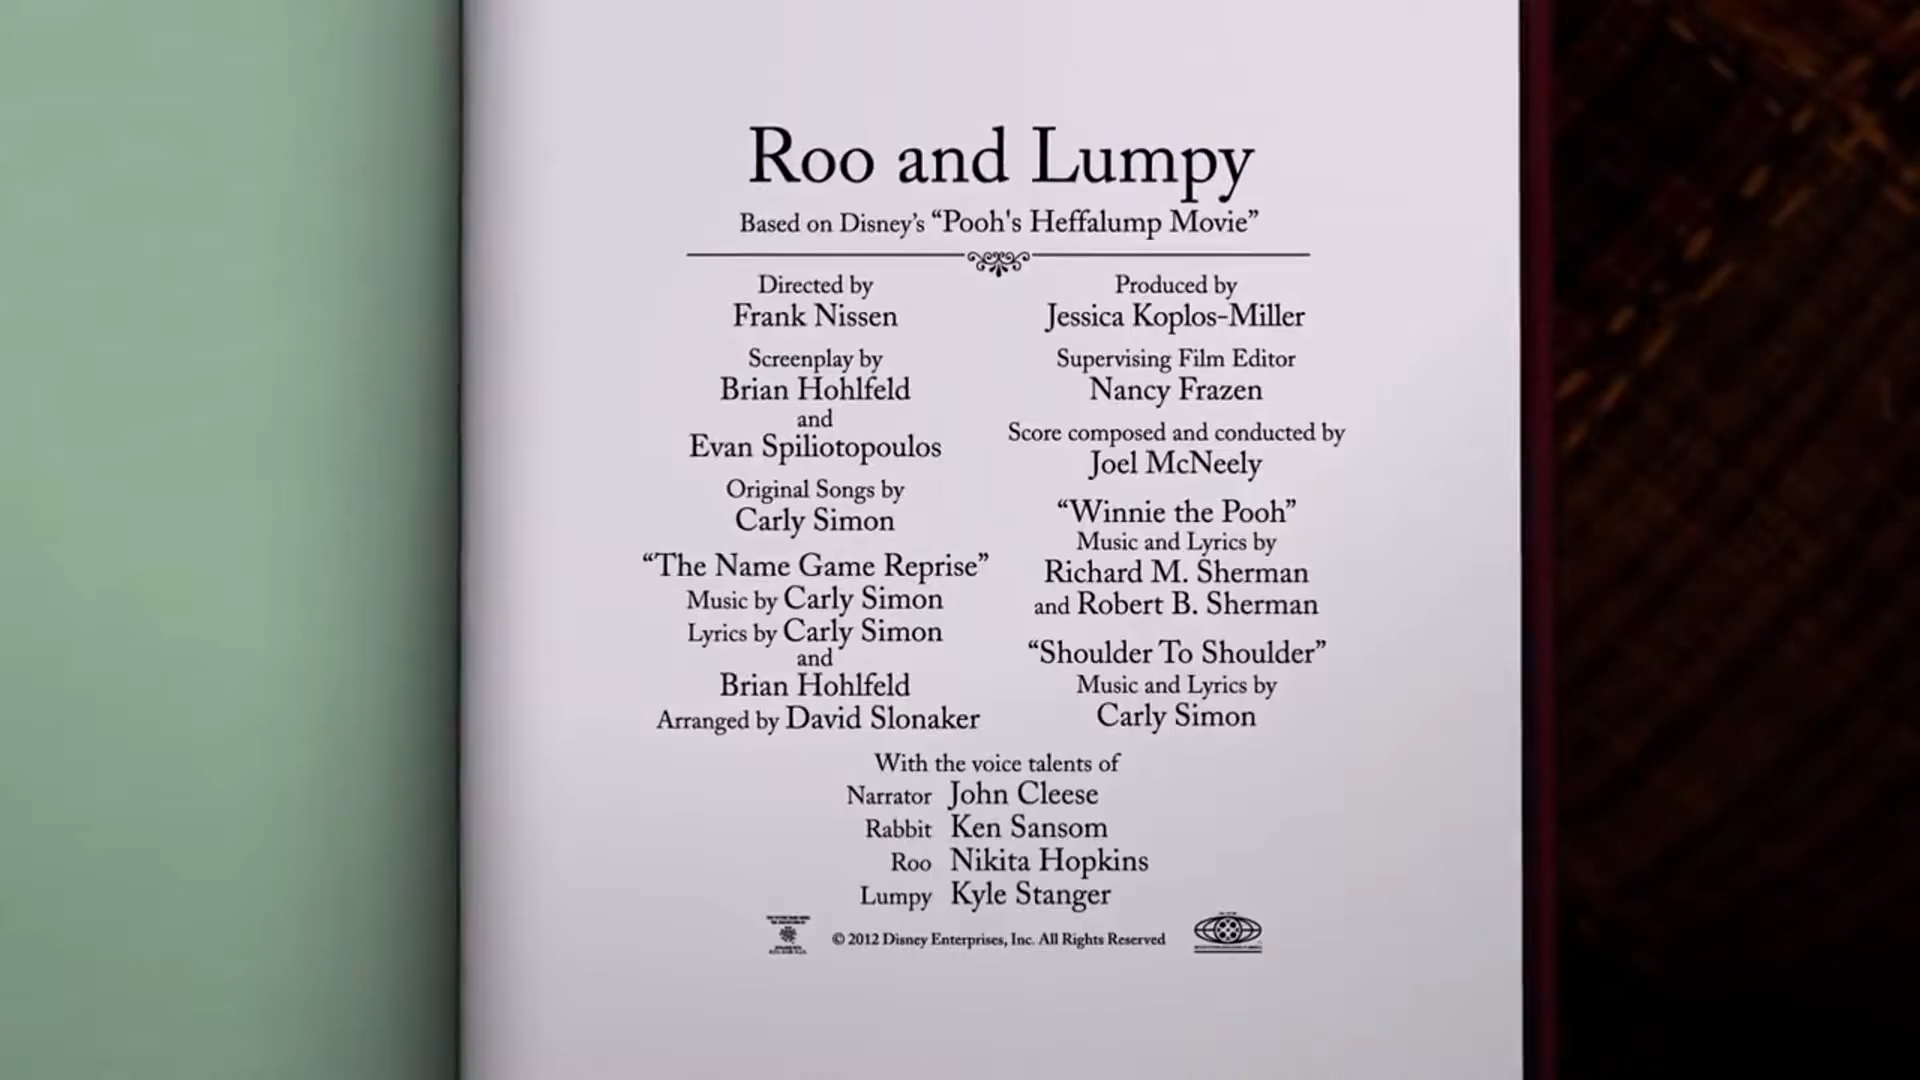 Roo and Lumpy
Based on Disney's “Pooh's Heffalump Movie”
Directed by
Frank Nissen
Screenplay by
Brian Hohlfeld
and
Evan Spiliotopoulos
Original Songs by
Carly Simon
“The Name Game Reprise”
Music by Carly Simon
Lyrics by Carly Simon
and
Brian Hohlfeld
Arranged by David Slonaker
Produced by
Jessica Koplos-Miller
Supervising Film Editor
Nancy Frazen
Score composed and conducted by
Joel McNeely
“Winnie the Pooh”
Music and Lyrics by
Richard M. Sherman
and Robert B. Sherman
“Shoulder To Shoulder”
Music and Lyrics by
Carly Simon
With the voice talents of
Narrator John Cleese
Rabbit Ken Sansom
Roo Nikita Hopkins
Lumpy Kyle Stanger
© 2012 Disney Enterprises, Inc. All Rights Reserved